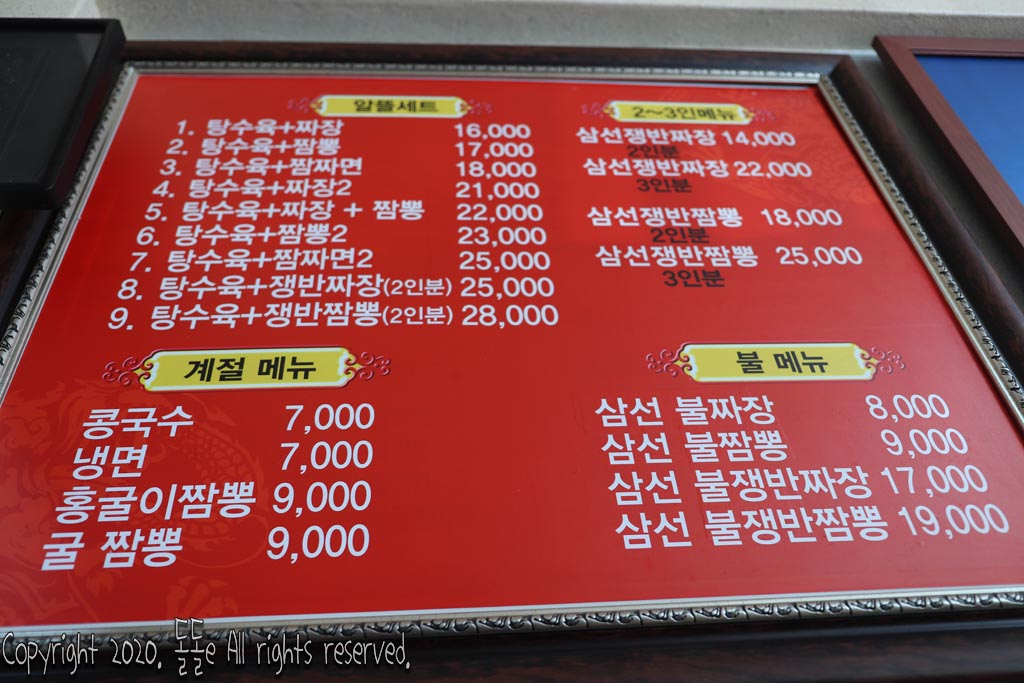 알뜰세트
1. 탕수육+짜장 16,000
2. 탕수육+짬뽕 17,000
3. 탕수육+짬짜면 18,000
4. 탕수육+짜장2 21,000
5. 탕수육+짜장 + 짬뽕 22,000
6. 탕수육+짬뽕2 23,000
7. 탕수육+짬짜면2 25,000
8. 탕수육+쟁반짜장(2인분) 25,000
9. 탕수육+쟁반짬뽕(2인분) 28,000
2~3인메뉴
삼선쟁반짜장 14,000
2인분
삼선쟁반짜장 22,000
3인분
삼선쟁반짬뽕 18,000
2인분
삼선쟁반짬뽕 25,000
3인분
계절 메뉴
콩국수 7,000
냉면 7,000
홍굴이짬뽕 9,000
굴 짬뽕 9,000
불 메뉴
삼선 불짜장 8,000
삼선 불짬뽕 9,000
삼선 불쟁반짜장 17,000
삼선 불쟁반짬뽕 19,000
Copyright 2020. 돌돌e All rights reserved.